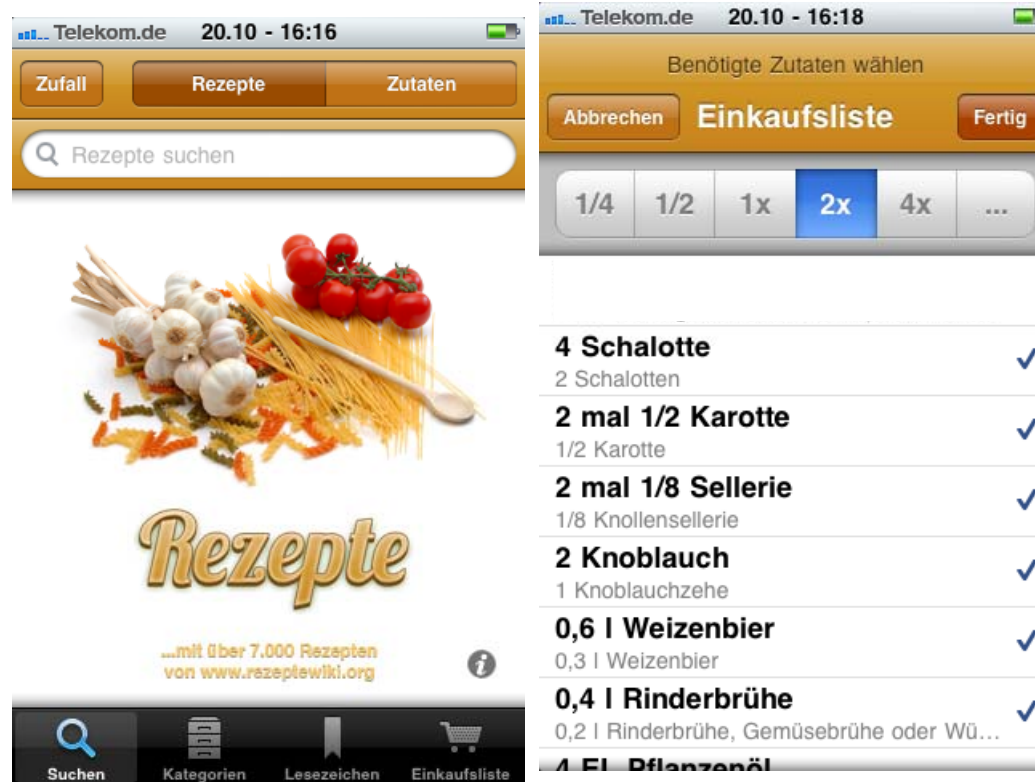 Telekom.de 20.10 - 16:16
Zufall Rezepte Zutaten
Rezepte suchen
Rezepte
...mit über 7.000 Rezepten
von www.rezeptewiki.org
Suchen Kategorien Lesezeichen Einkaufsliste
Telekom.de 20.10 - 16:18
Benötigte Zutaten wählen
Abbrechen Einkaufsliste Fertig
1/4 1/2 1x 2x 4x ...
4 Schalotte
2 Schalotten
2 mal 1/2 Karotte
1/2 Karotte
2 mal 1/8 Sellerie
1/8 Knollensellerie
2 Knoblauch
1 Knoblauchzehe
0,6 l Weizenbier
0,3 l Weizenbier
0,4 l Rinderbrühe
0,2 l Rinderbrühe, Gemüsebrühe oder Wü...
4 EL Pflanzenöl